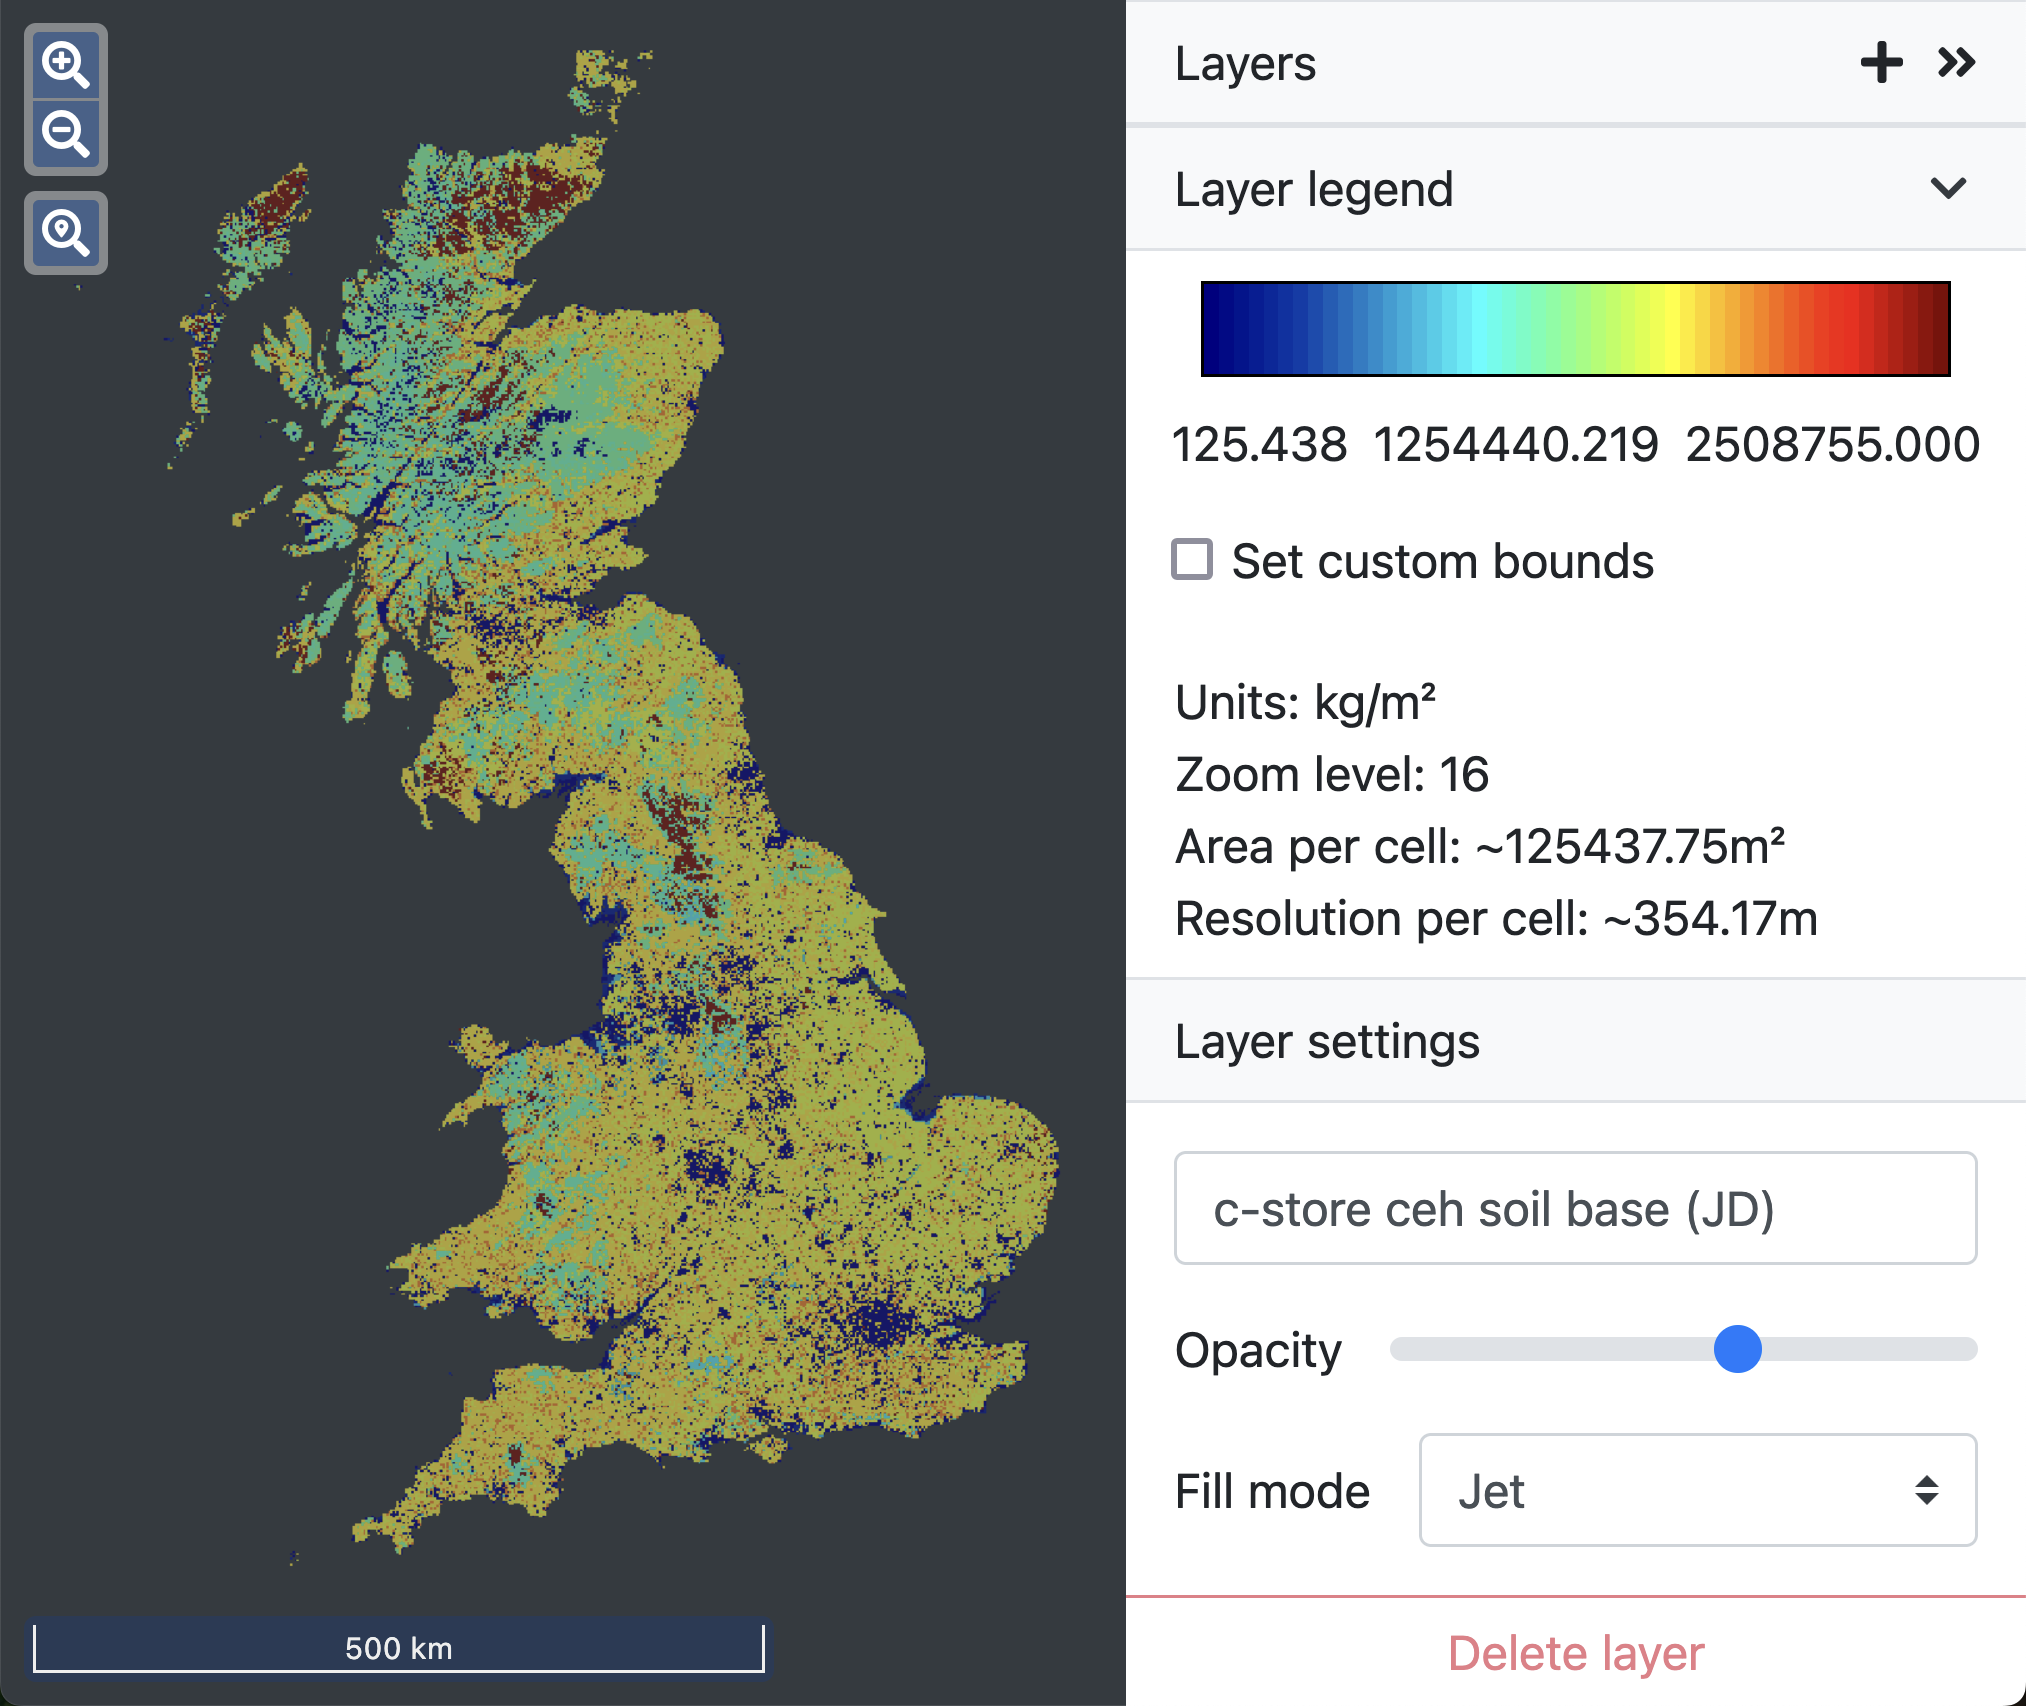 Layers
Layer legend
125.438 1254440.219 2508755.000
Set custom bounds
Units: kg/m²
Zoom level: 16
Area per cell: ~125437.75m²
Resolution per cell: ~354.17m
Layer settings
c-store ceh soil base (JD)
Opacity
Fill mode Jet
Delete layer
500 km